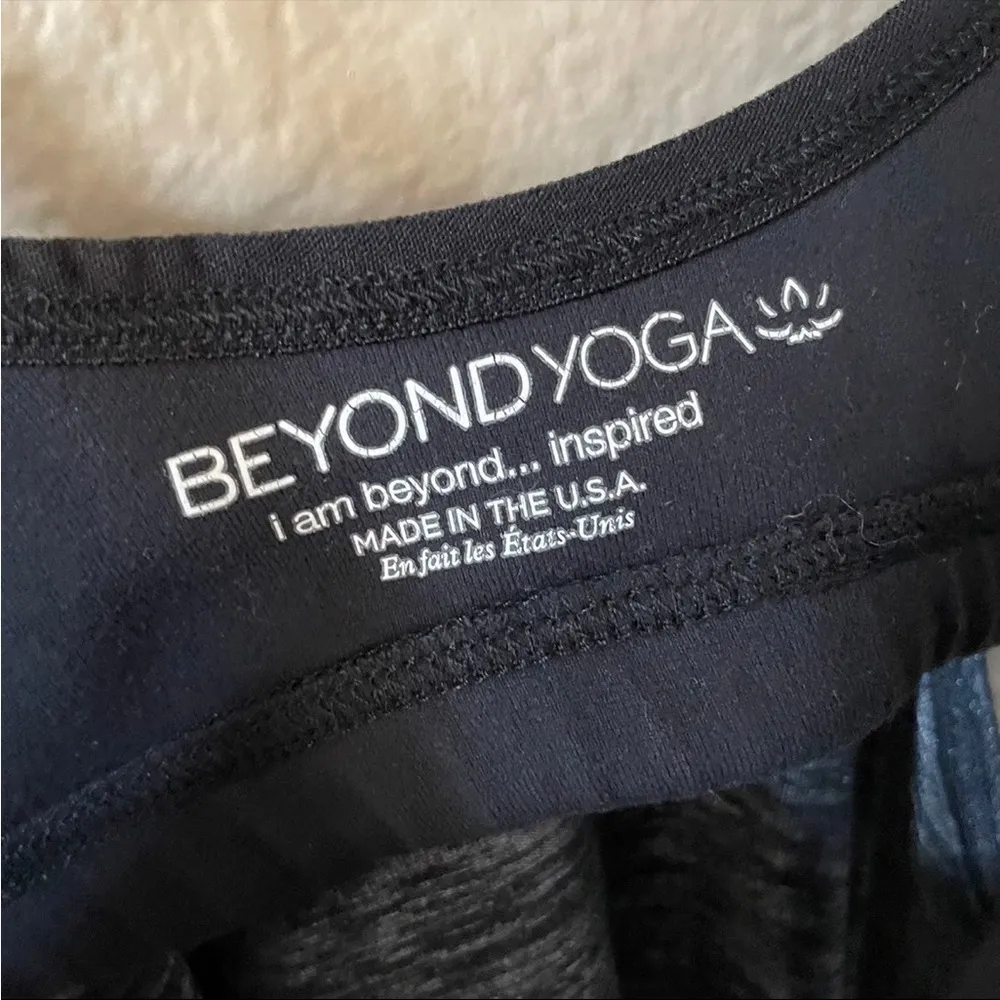 BEYOND YOGA
i am beyond... inspired
MADE IN THE U.S.A.
En fait les États-Unis